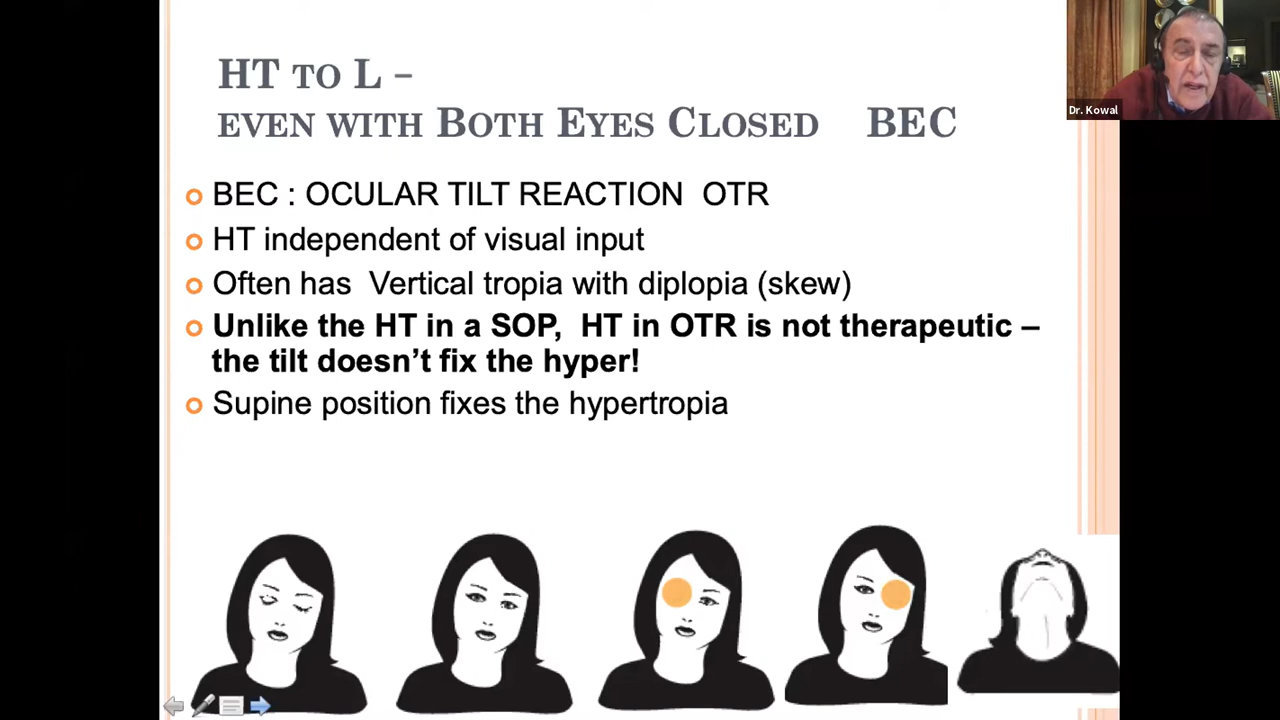 HT TO L –
EVEN WITH BOTH EYES CLOSED BEC
BEC : OCULAR TILT REACTION OTR
HT independent of visual input
Often has Vertical tropia with diplopia (skew)
Unlike the HT in a SOP, HT in OTR is not therapeutic –
the tilt doesn't fix the hyper!
Supine position fixes the hypertropia
Dr. Kowal